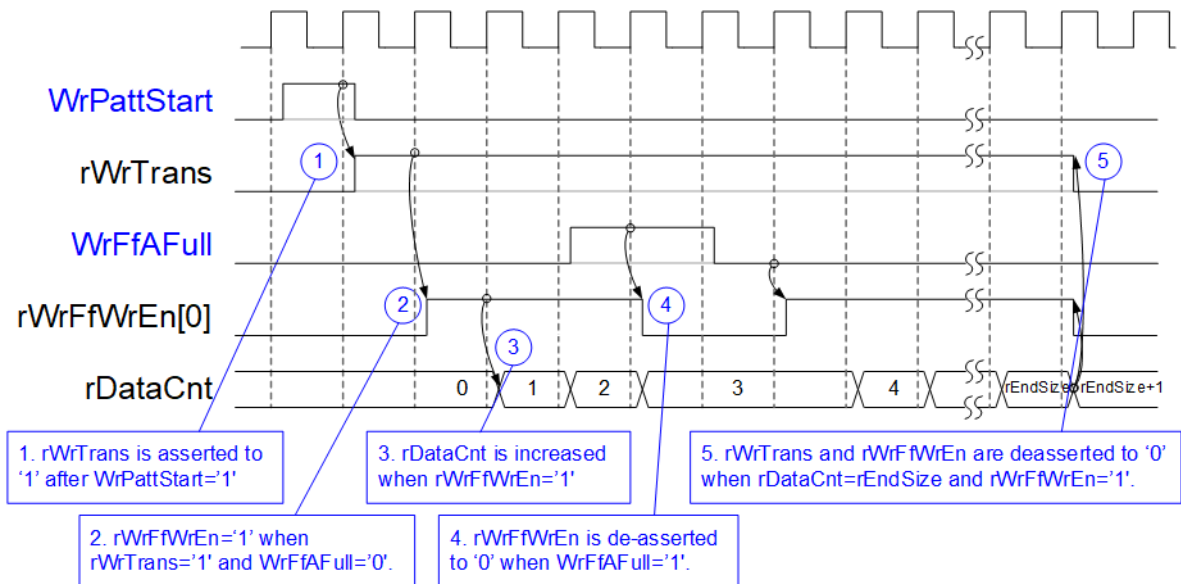 WrPattStart
1
5
rWrTrans
WrFfAFull
rWrFfWrEn[0]
2
4
3
rDataCnt
0
1
2
3
4
rEndSize
rEndSize+1
1. rWrTrans is asserted to
‘1’ after WrPattStart='1'
3. rDataCnt is increased
when rWrFfWrEn='1'
5. rWrTrans and rWrFfWrEn are deasserted to ‘0’
when rDataCnt=rEndSize and rWrFfWrEn='1'.
2. rWrFfWrEn=‘1’ when
rWrTrans='1' and WrFfAFull='0'.
4. rWrFfWrEn is de-asserted
to ‘0’ when WrFfAFull='1'.